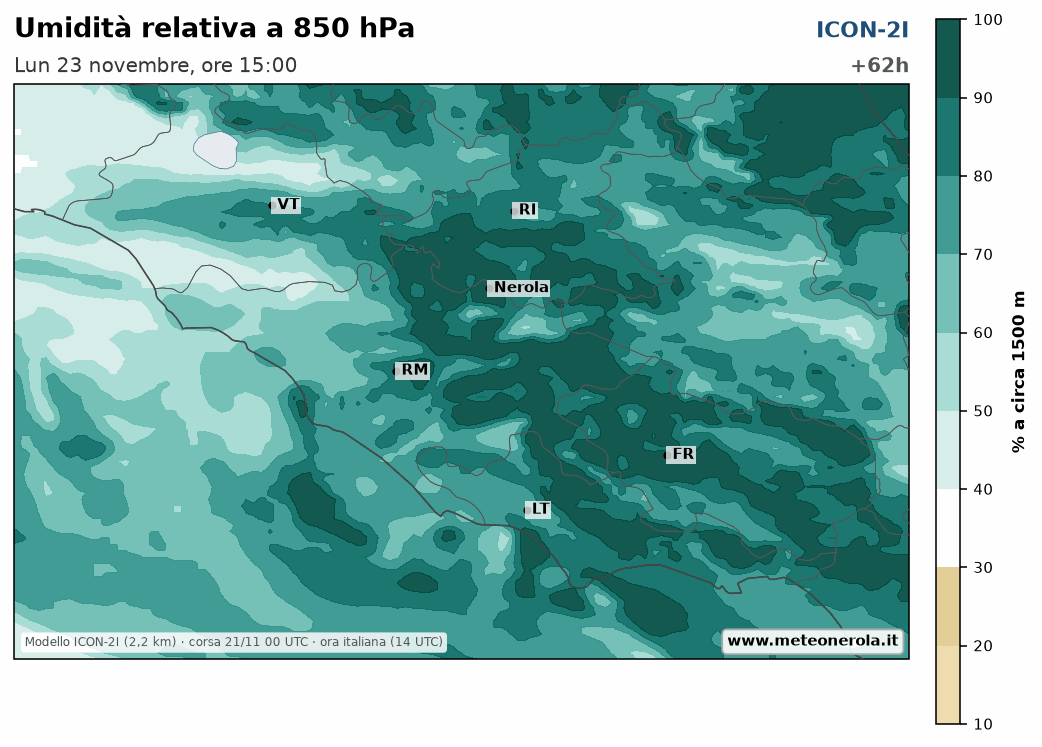 Umidità relativa a 850 hPa
ICON-2I
Lun 23 novembre, ore 15:00
+62h
VT
RI
Nerola
RM
FR
LT
Modello ICON-2I (2,2 km) · corsa 21/11 00 UTC · ora italiana (14 UTC)
www.meteonerola.it
100
90
80
70
60
50
40
30
20
10
% a circa 1500 m